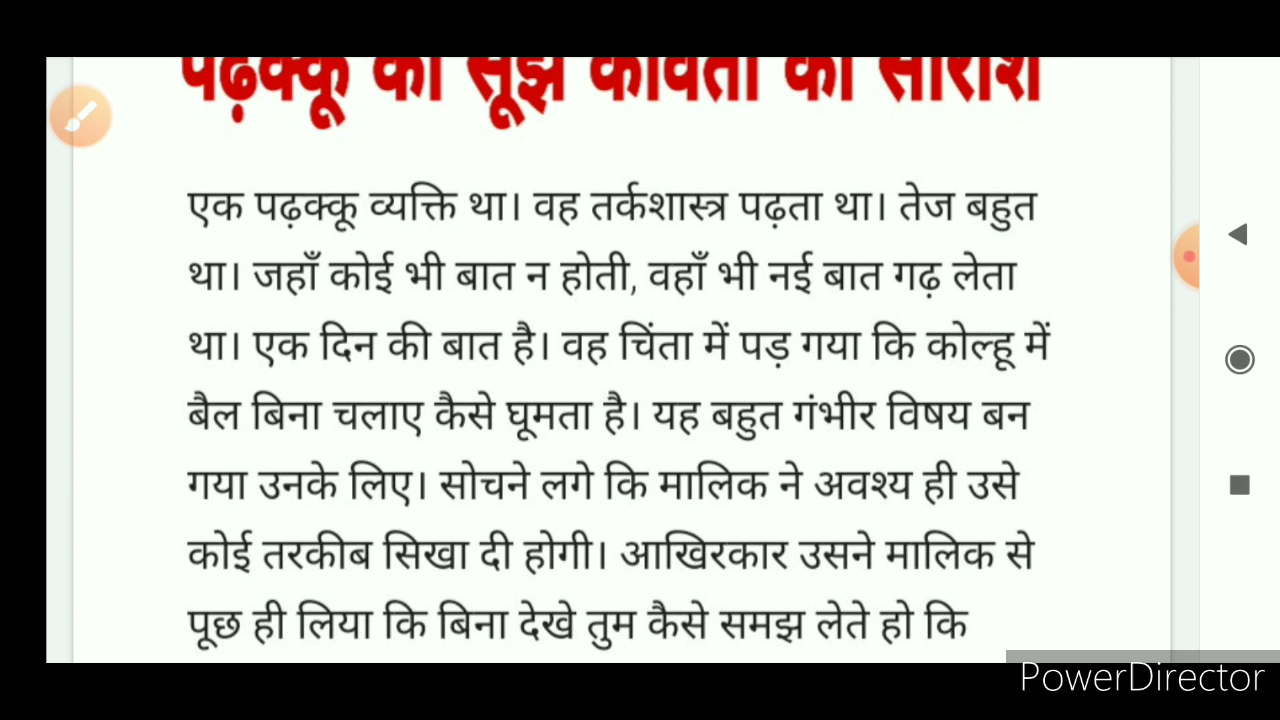 पढ़क्कू की सूझ कविता का सारांश
एक पढ़क्कू व्यक्ति था। वह तर्कशास्त्र पढ़ता था। तेज बहुत
था। जहाँ कोई भी बात न होती, वहाँ भी नई बात गढ़ लेता
था। एक दिन की बात है। वह चिंता में पड़ गया कि कोल्हू में
बैल बिना चलाए कैसे घूमता है। यह बहुत गंभीर विषय बन
गया उनके लिए। सोचने लगे कि मालिक ने अवश्य ही उसे
कोई तरकीब सिखा दी होगी। आखिरकार उसने मालिक से
पूछ ही लिया कि बिना देखे तुम कैसे समझ लेते हो कि
PowerDirector